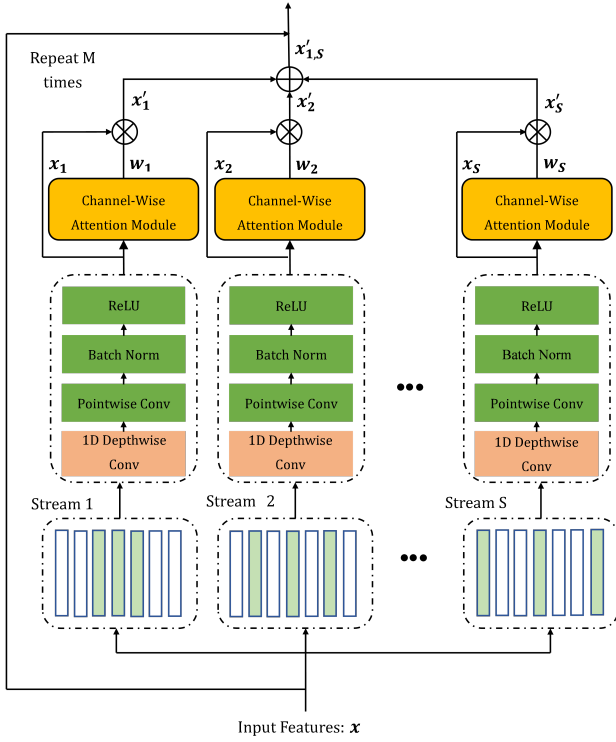 Repeat M
times
x′₁,S
x′₁
x′₂
x′S
x₁
w₁
x₂
w₂
xS
wS
Channel-Wise
Attention Module
Channel-Wise
Attention Module
Channel-Wise
Attention Module
ReLU
Batch Norm
Pointwise Conv
1D Depthwise
Conv
ReLU
Batch Norm
Pointwise Conv
1D Depthwise
Conv
•••
ReLU
Batch Norm
Pointwise Conv
1D Depthwise
Conv
Stream 1
Stream 2
Stream S
•••
Input Features: x